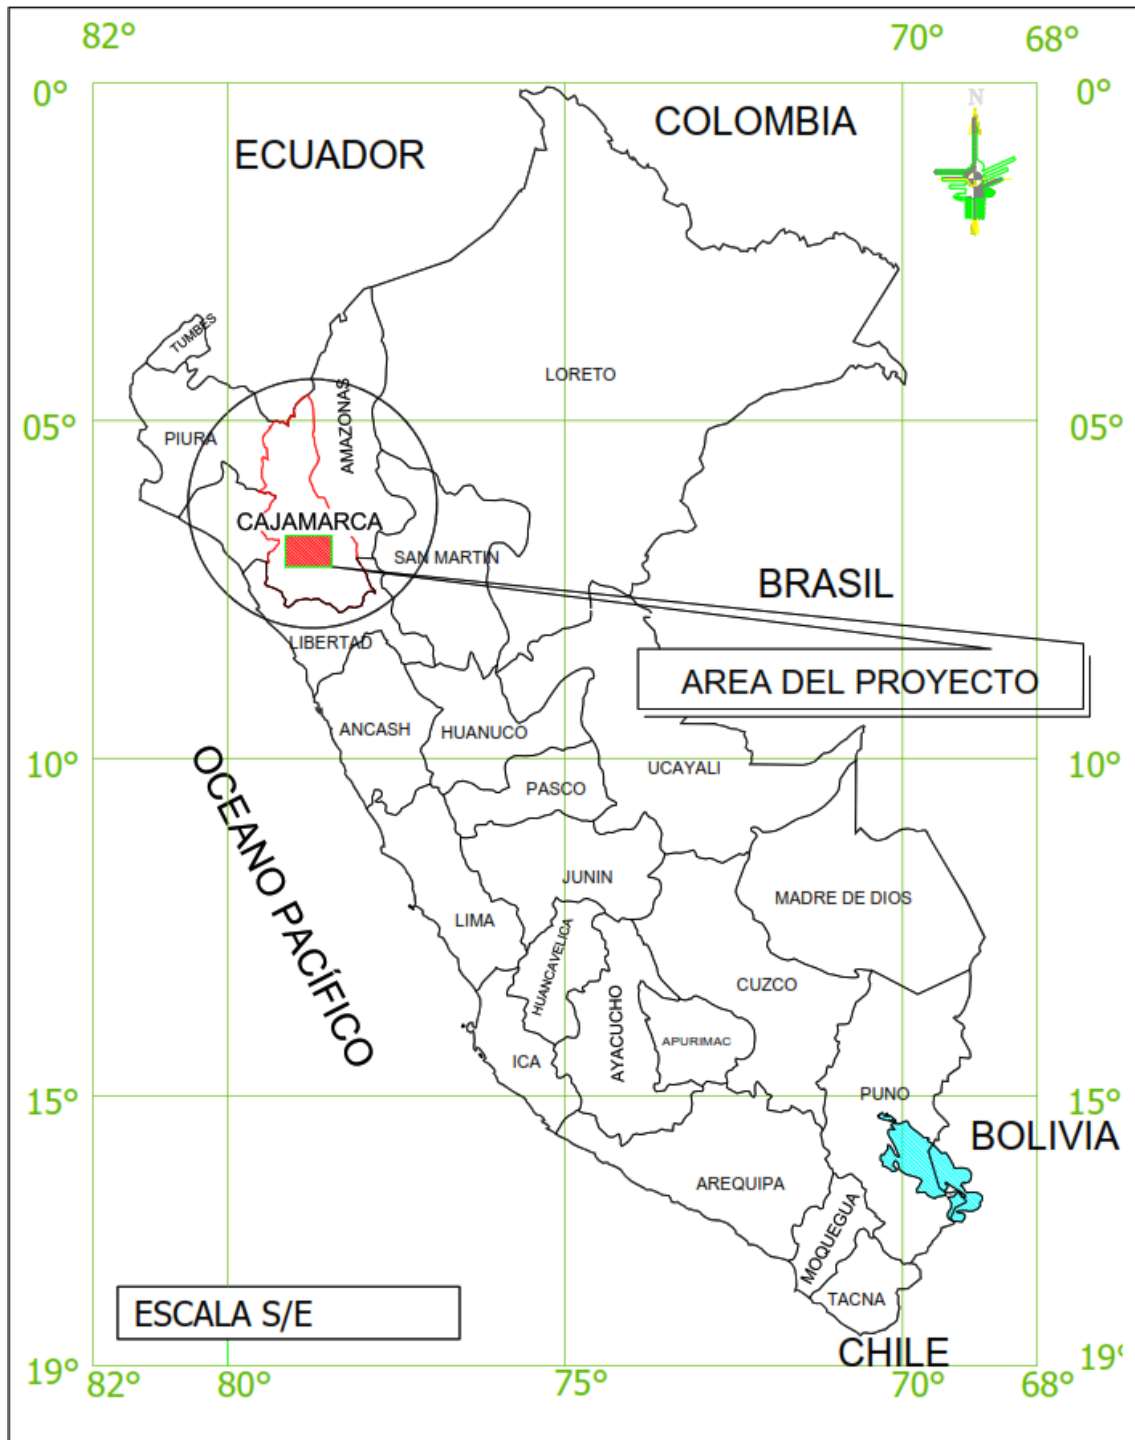 82°
70°
68°
0°
0°
N
COLOMBIA
ECUADOR
TUMBES
LORETO
AMAZONAS
05°
05°
PIURA
CAJAMARCA
SAN MARTIN
BRASIL
LIBERTAD
AREA DEL PROYECTO
ANCASH
HUANUCO
10°
UCAYALI
10°
PASCO
OCEANO PACÍFICO
JUNIN
MADRE DE DIOS
LIMA
HUANCAVELICA
CUZCO
AYACUCHO
APURIMAC
ICA
15°
PUNO
15°
BOLIVIA
AREQUIPA
MOQUEGUA
TACNA
ESCALA S/E
CHILE
19°
19°
82°
80°
75°
70°
68°